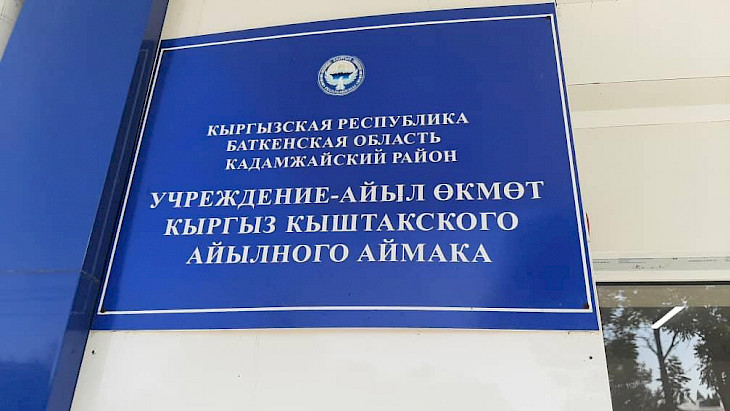 КЫРГЫЗСКАЯ РЕСПУБЛИКА
БАТКЕНСКАЯ ОБЛАСТЬ
КАДАМЖАЙСКИЙ РАЙОН
УЧРЕЖДЕНИЕ-АЙЫЛ ӨКМӨТ
КЫРГЫЗ КЫШТАКСКОГО
АЙЫЛНОГО АЙМАКА